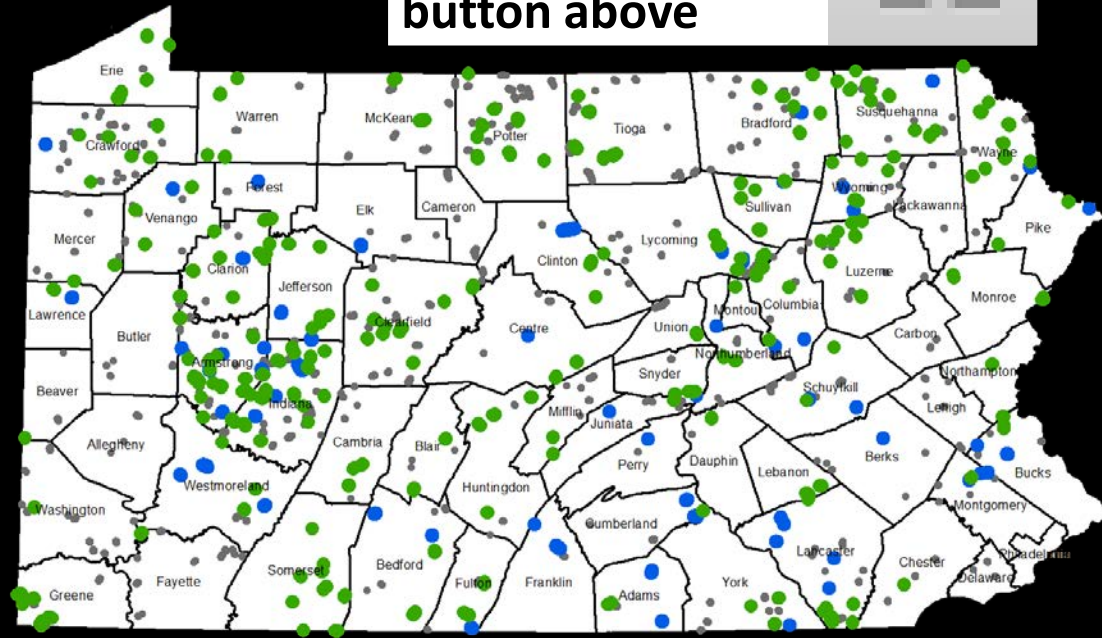 button above
Erie
Warren
McKean
Potter
Tioga
Bradford
Susquehanna
Wayne
Crawford
Forest
Elk
Cameron
Sullivan
Wyoming
Lackawanna
Pike
Venango
Mercer
Clarion
Jefferson
Clinton
Lycoming
Luzerne
Monroe
Lawrence
Butler
Clearfield
Centre
Union
Montour
Columbia
Carbon
Armstrong
Northumberland
Snyder
Northampton
Beaver
Indiana
Mifflin
Juniata
Schuylkill
Lehigh
Allegheny
Cambria
Blair
Perry
Dauphin
Lebanon
Berks
Bucks
Westmoreland
Huntingdon
Washington
Cumberland
Montgomery
Lancaster
Philadelphia
Somerset
Bedford
Fulton
Franklin
Adams
York
Chester
Delaware
Greene
Fayette